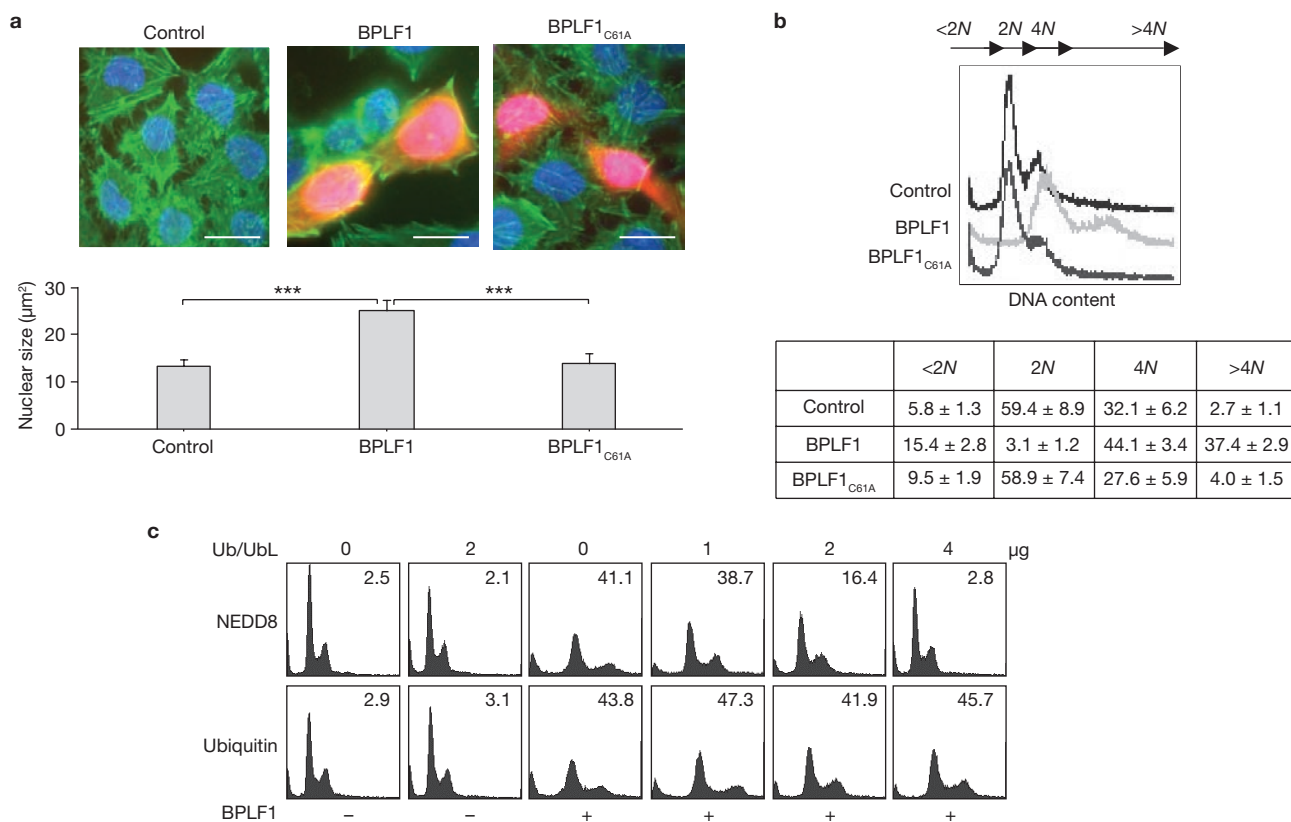 a
Control BPLF1 BPLF1C61A
Nuclear size (µm²)
30
20
10
0
*** ***
Control BPLF1 BPLF1C61A
b
<2N 2N 4N >4N
Control
BPLF1
BPLF1C61A
DNA content
<2N 2N 4N >4N
Control 5.8 ± 1.3 59.4 ± 8.9 32.1 ± 6.2 2.7 ± 1.1
BPLF1 15.4 ± 2.8 3.1 ± 1.2 44.1 ± 3.4 37.4 ± 2.9
BPLF1C61A 9.5 ± 1.9 58.9 ± 7.4 27.6 ± 5.9 4.0 ± 1.5
c
Ub/UbL 0 2 0 1 2 4 µg
NEDD8 2.5 2.1 41.1 38.7 16.4 2.8
Ubiquitin 2.9 3.1 43.8 47.3 41.9 45.7
BPLF1 – – + + + +